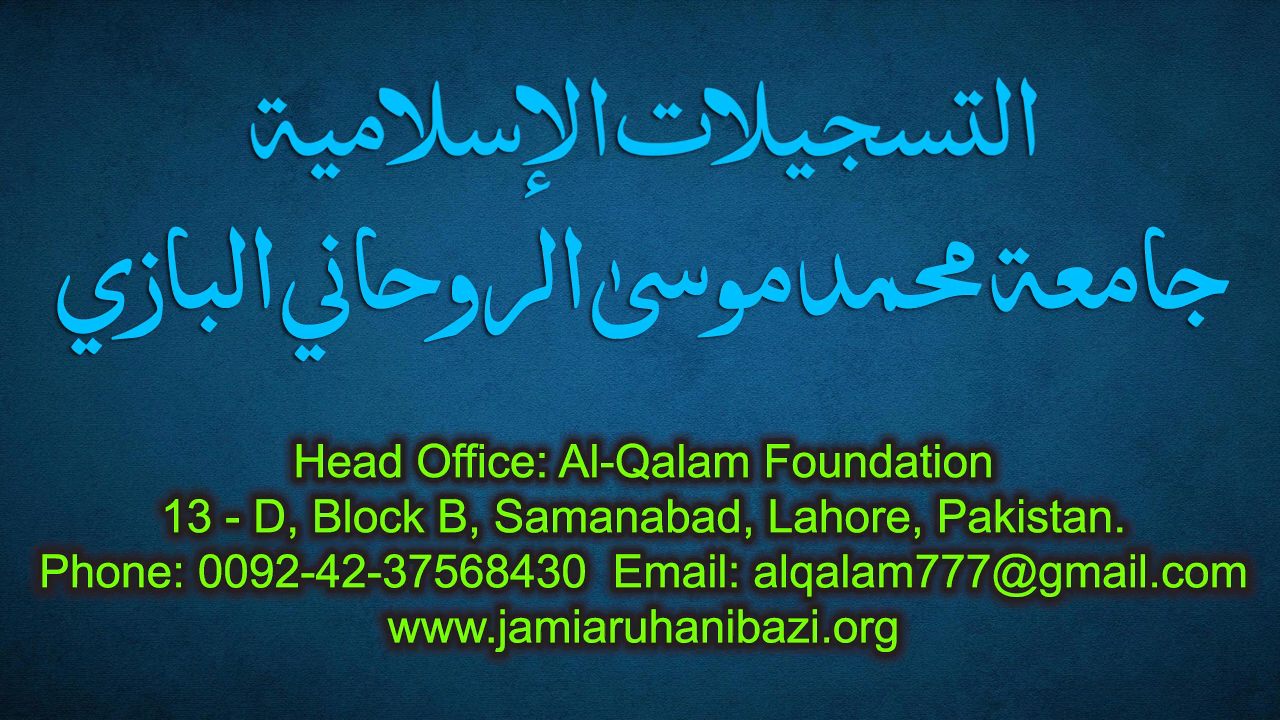 التسجيلات الإسلامية
جامعة محمد موسىٰ الروحاني البازي
Head Office: Al-Qalam Foundation
13 - D, Block B, Samanabad, Lahore, Pakistan.
Phone: 0092-42-37568430  Email: alqalam777@gmail.com
www.jamiaruhanibazi.org